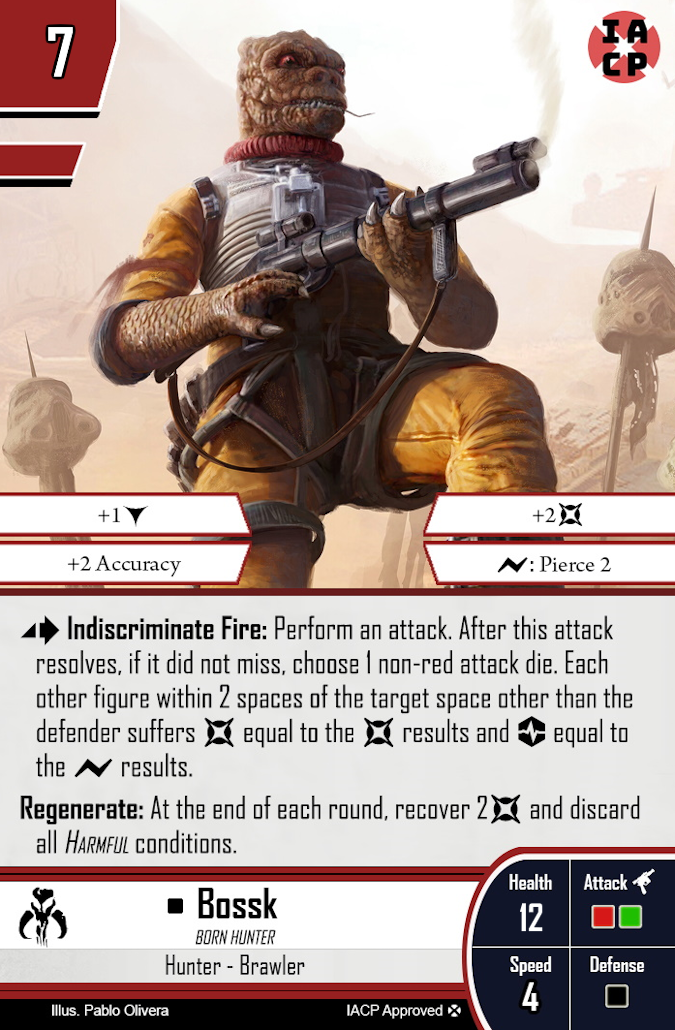 7
IA
CP
+1
+2
+2 Accuracy
: Pierce 2
Indiscriminate Fire: Perform an attack. After this attack
resolves, if it did not miss, choose 1 non-red attack die. Each
other figure within 2 spaces of the target space other than the
defender suffers equal to the results and equal to
the results.
Regenerate: At the end of each round, recover 2 and discard
all Harmful conditions.
Bossk
BORN HUNTER
Hunter - Brawler
Health
12
Attack
Speed
4
Defense
Illus. Pablo Olivera
IACP Approved